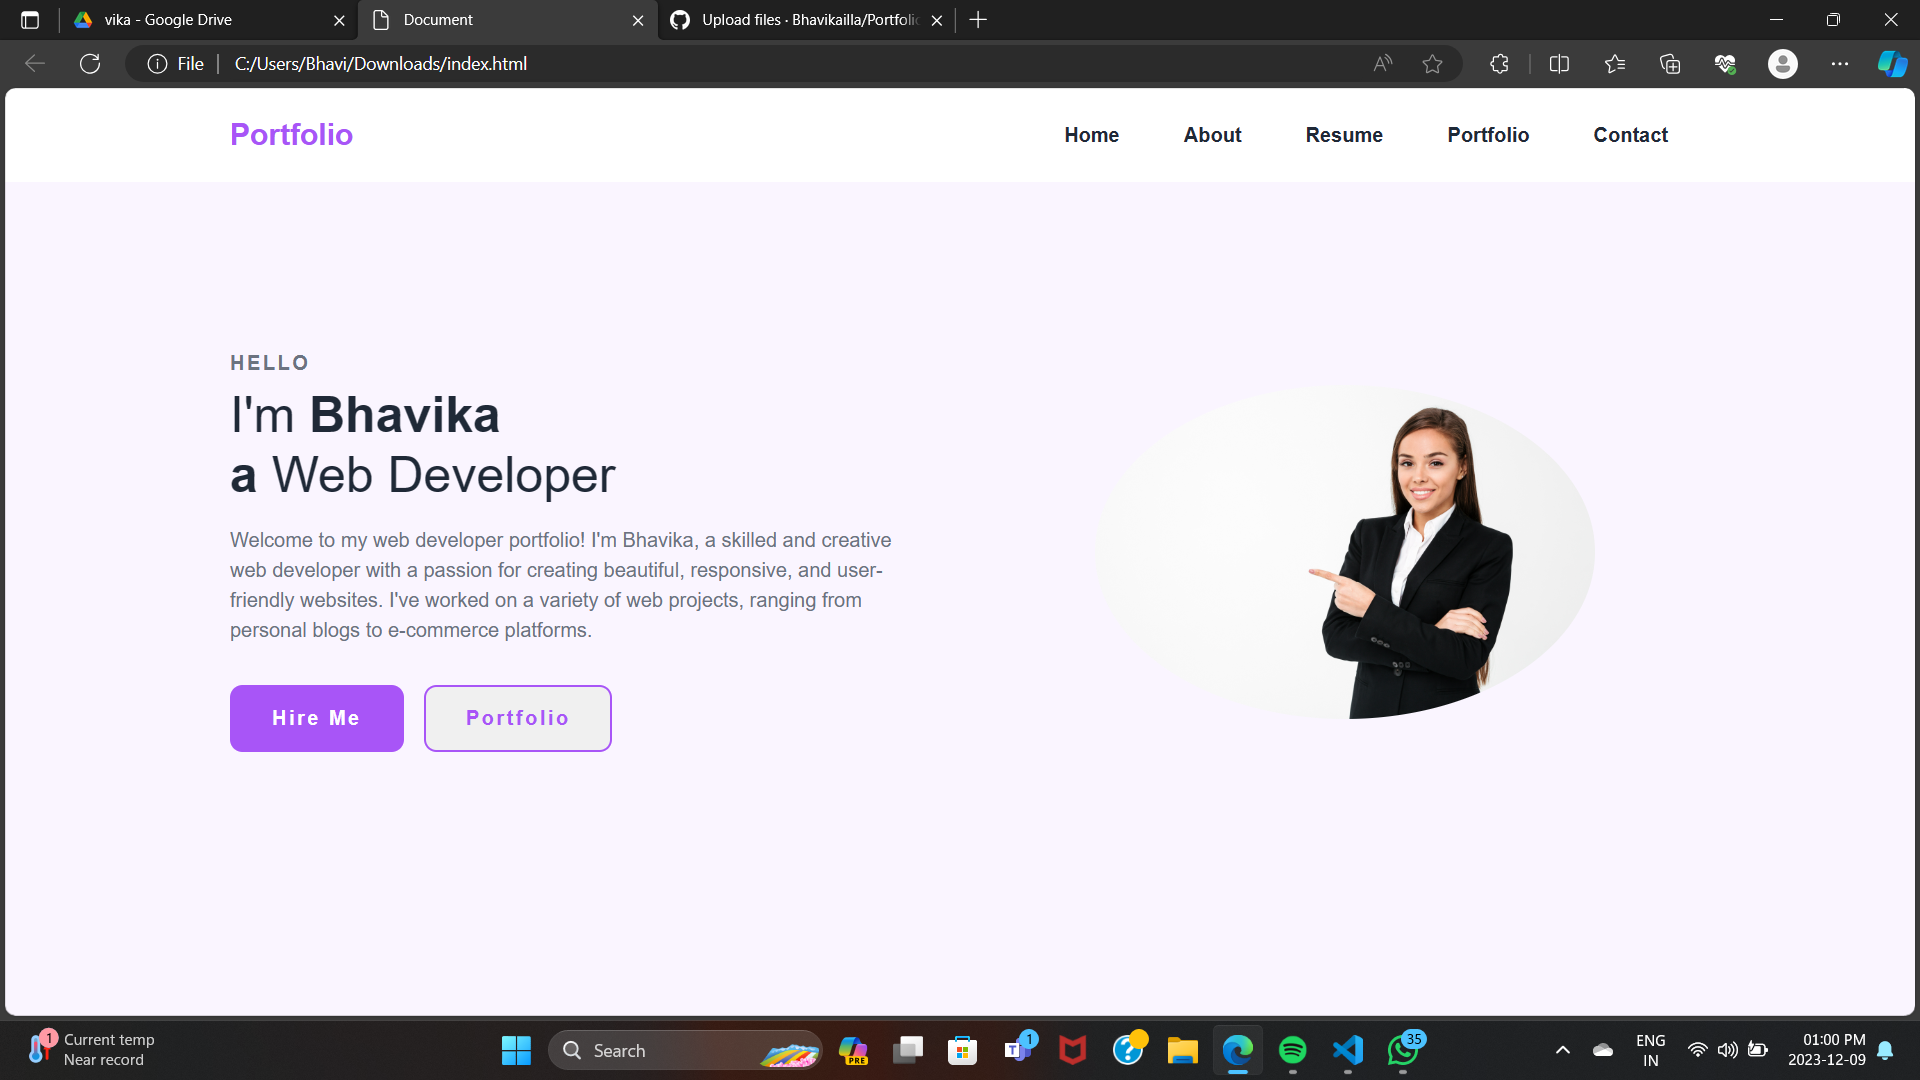 vika - Google Drive
Document
Upload files · Bhavikailla/Portfolio
File
C:/Users/Bhavi/Downloads/index.html
Portfolio
Home
About
Resume
Portfolio
Contact
HELLO
I'm Bhavika
a Web Developer
Welcome to my web developer portfolio! I'm Bhavika, a skilled and creative
web developer with a passion for creating beautiful, responsive, and user-
friendly websites. I've worked on a variety of web projects, ranging from
personal blogs to e-commerce platforms.
Hire Me
Portfolio
1
Current temp
Near record
Search
PRE
T
1
?
35
ENG
IN
01:00 PM
2023-12-09